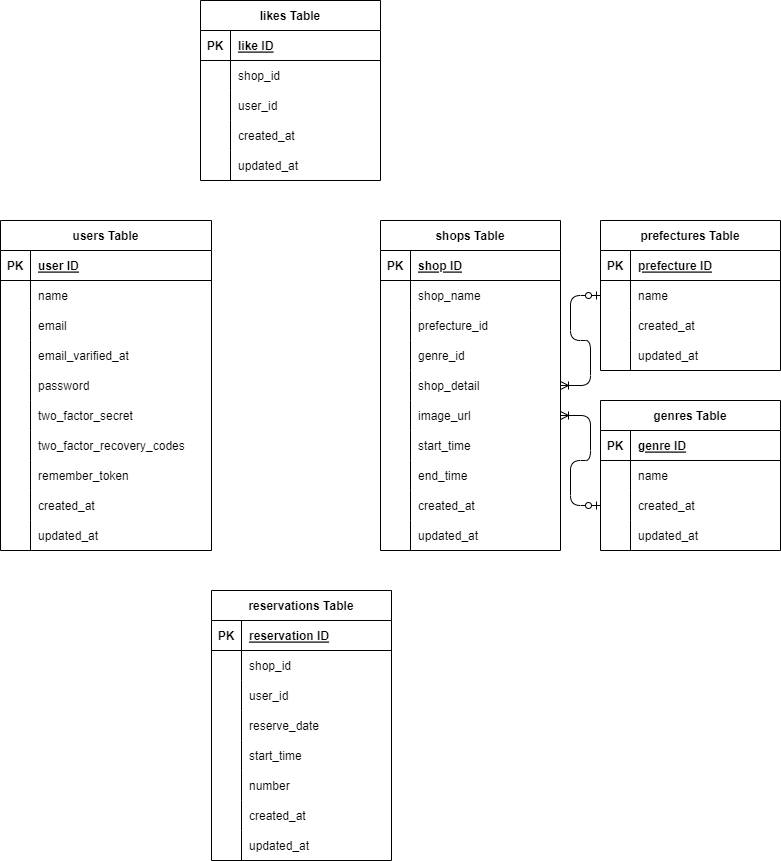 likes Table
PK like ID
shop_id
user_id
created_at
updated_at
users Table
PK user ID
name
email
email_varified_at
password
two_factor_secret
two_factor_recovery_codes
remember_token
created_at
updated_at
shops Table
PK shop ID
shop_name
prefecture_id
genre_id
shop_detail
image_url
start_time
end_time
created_at
updated_at
prefectures Table
PK prefecture ID
name
created_at
updated_at
genres Table
PK genre ID
name
created_at
updated_at
reservations Table
PK reservation ID
shop_id
user_id
reserve_date
start_time
number
created_at
updated_at